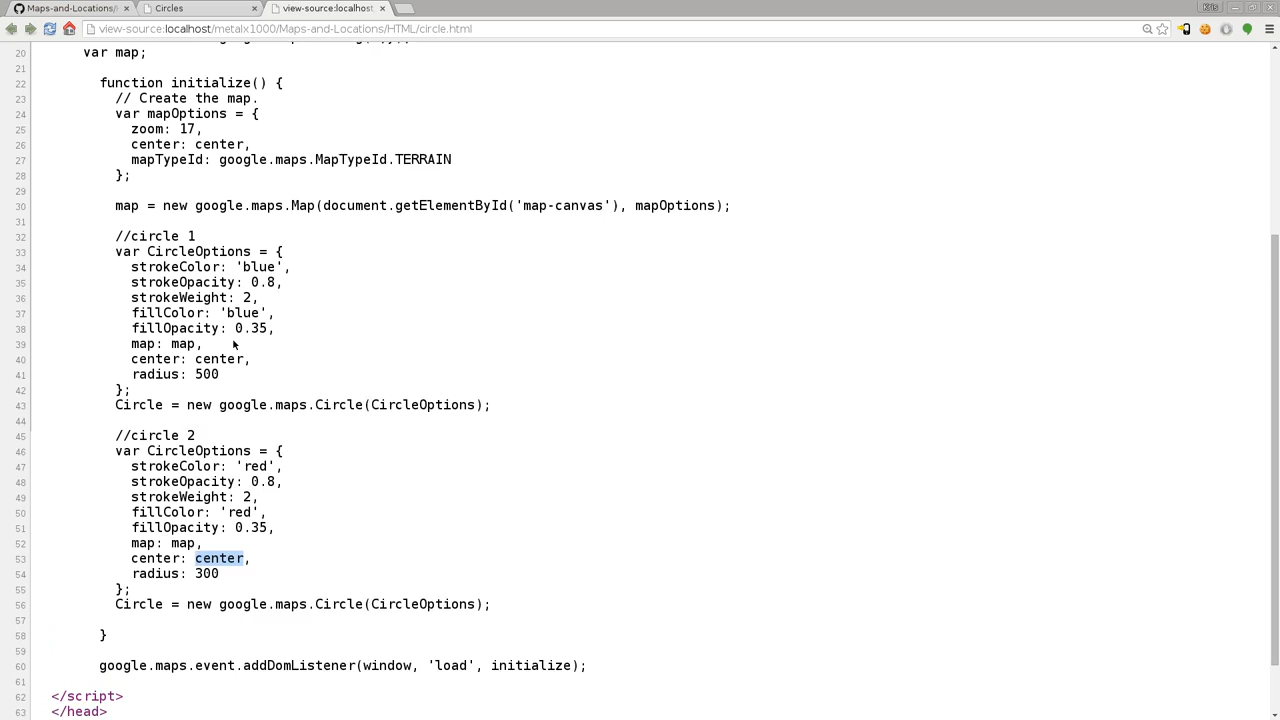 Maps-and-Locations/
Circles
view-source:localhost
Kris
view-source:localhost/metalx1000/Maps-and-Locations/HTML/circle.html
20 var map;
21
22 function initialize() {
23 // Create the map.
24 var mapOptions = {
25 zoom: 17,
26 center: center,
27 mapTypeId: google.maps.MapTypeId.TERRAIN
28 };
29
30 map = new google.maps.Map(document.getElementById('map-canvas'), mapOptions);
31
32 //circle 1
33 var CircleOptions = {
34 strokeColor: 'blue',
35 strokeOpacity: 0.8,
36 strokeWeight: 2,
37 fillColor: 'blue',
38 fillOpacity: 0.35,
39 map: map,
40 center: center,
41 radius: 500
42 };
43 Circle = new google.maps.Circle(CircleOptions);
44
45 //circle 2
46 var CircleOptions = {
47 strokeColor: 'red',
48 strokeOpacity: 0.8,
49 strokeWeight: 2,
50 fillColor: 'red',
51 fillOpacity: 0.35,
52 map: map,
53 center: center,
54 radius: 300
55 };
56 Circle = new google.maps.Circle(CircleOptions);
57
58 }
59
60 google.maps.event.addDomListener(window, 'load', initialize);
61
62 </script>
63 </head>